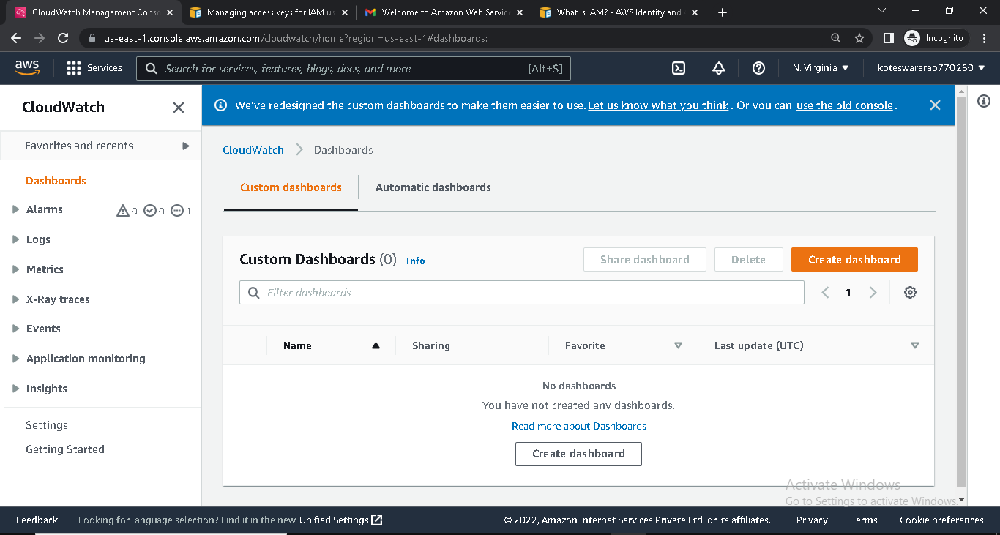 CloudWatch Management Conso
Managing access keys for IAM us
Welcome to Amazon Web Service
What is IAM? - AWS Identity and
us-east-1.console.aws.amazon.com/cloudwatch/home?region=us-east-1#dashboards:
Incognito
aws
Services
Search for services, features, blogs, docs, and more
[Alt+S]
N. Virginia
koteswararao770260
CloudWatch
We've redesigned the custom dashboards to make them easier to use. Let us know what you think. Or you can use the old console.
Favorites and recents
Dashboards
Alarms 0 0 1
Logs
Metrics
X-Ray traces
Events
Application monitoring
Insights
Settings
Getting Started
CloudWatch Dashboards
Custom dashboards
Automatic dashboards
Custom Dashboards (0) Info
Share dashboard
Delete
Create dashboard
Filter dashboards
1
Name
Sharing
Favorite
Last update (UTC)
No dashboards
You have not created any dashboards.
Read more about Dashboards
Create dashboard
Activate Windows
Go to Settings to activate Windows.
Feedback
Looking for language selection? Find it in the new Unified Settings
© 2022, Amazon Internet Services Private Ltd. or its affiliates.
Privacy
Terms
Cookie preferences